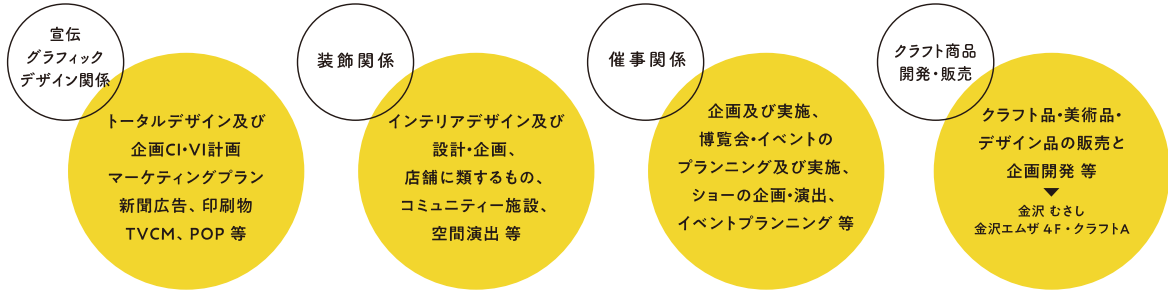 宣伝
グラフィック
デザイン関係
トータルデザイン及び
企画CI・VI計画
マーケティングプラン
新聞広告、印刷物
TVCM、POP 等
装飾関係
インテリアデザイン及び
設計・企画、
店舗に類するもの、
コミュニティー施設、
空間演出 等
催事関係
企画及び実施、
博覧会・イベントの
プランニング及び実施、
ショーの企画・演出、
イベントプランニング 等
クラフト商品
開発・販売
クラフト品・美術品・
デザイン品の販売と
企画開発 等
▼
金沢 むさし
金沢エムザ 4F・クラフトA